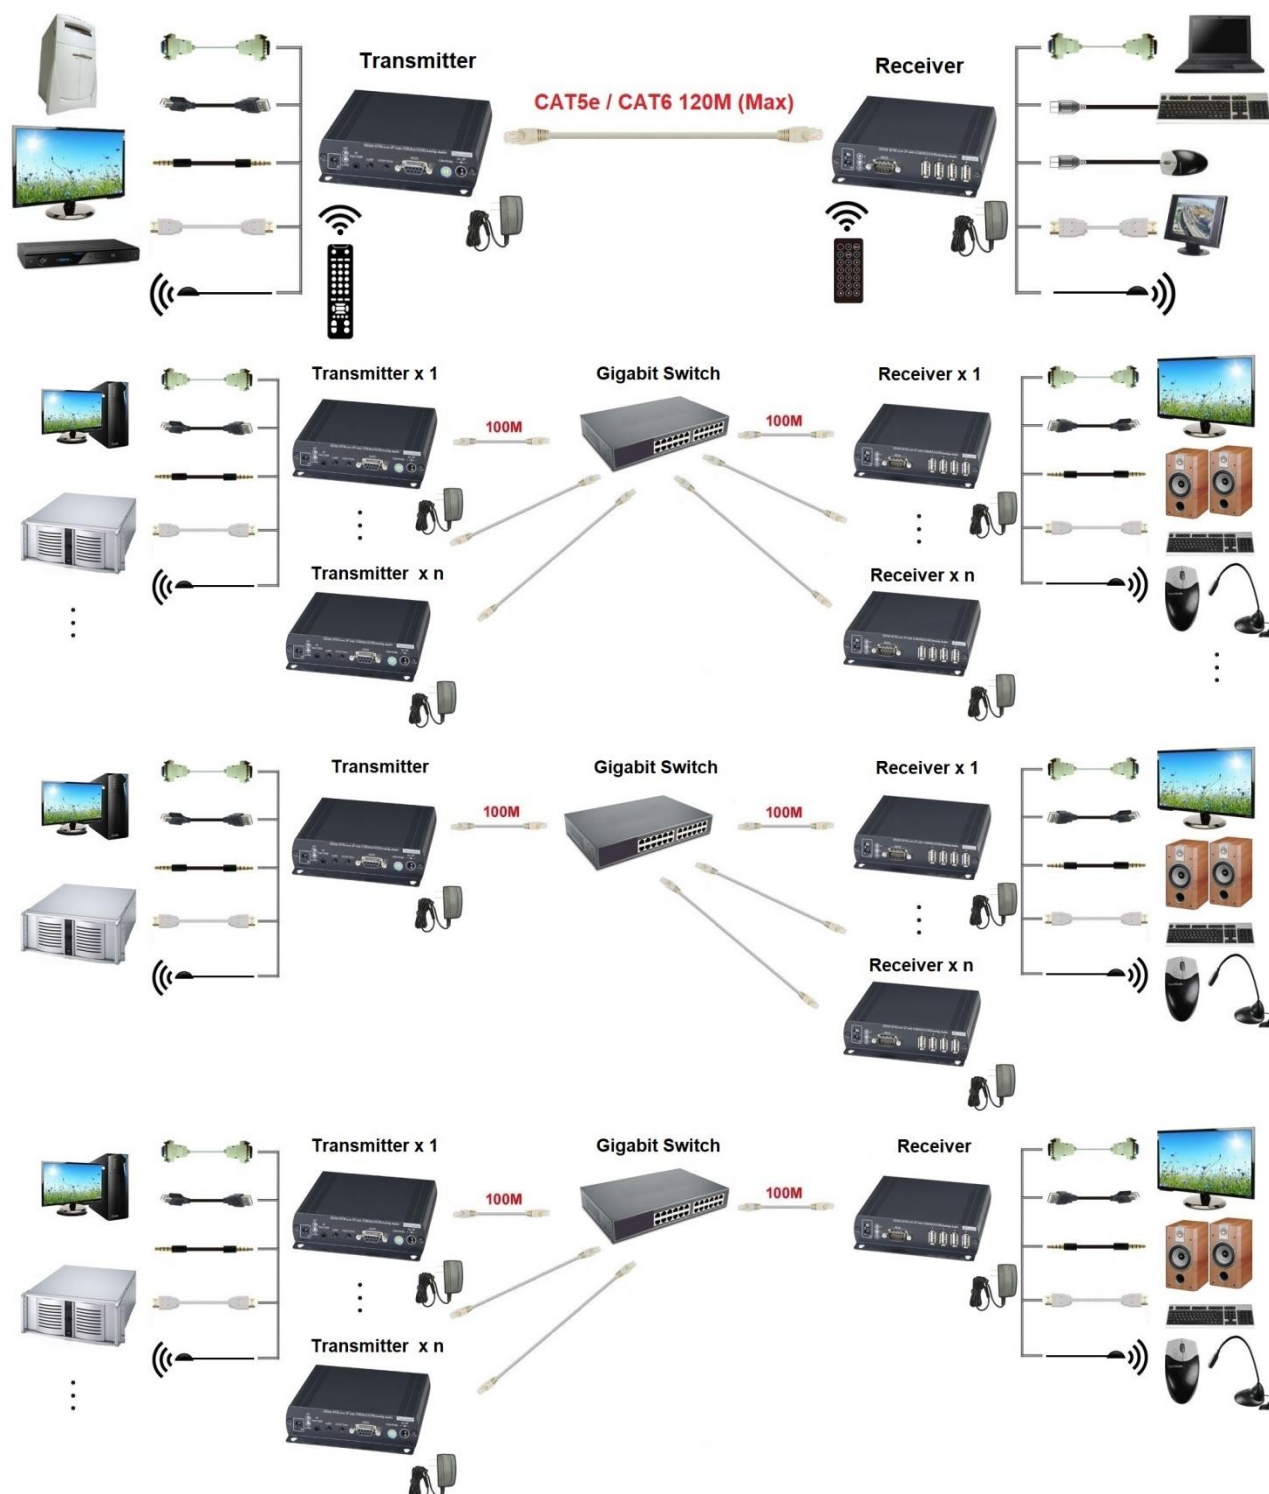 Transmitter
Receiver
CAT5e / CAT6 120M (Max)
Transmitter x 1
Gigabit Switch
Receiver x 1
100M
100M
Transmitter x n
Receiver x n
Transmitter
Gigabit Switch
Receiver x 1
100M
100M
Receiver x n
Transmitter x 1
Gigabit Switch
Receiver
100M
100M
Transmitter x n